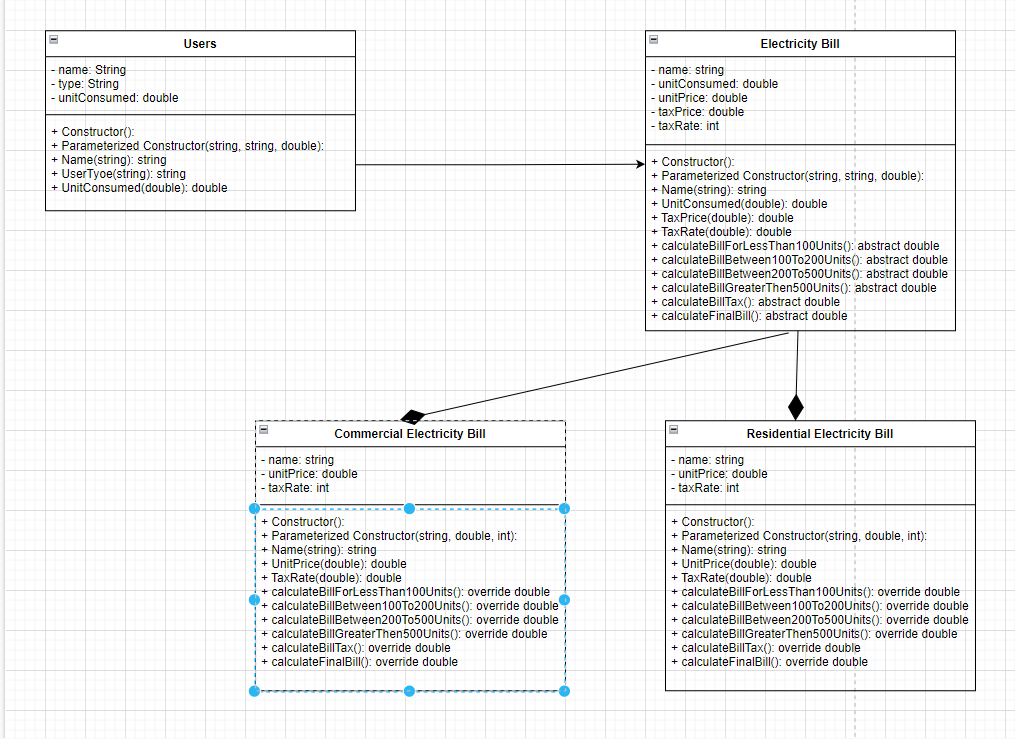 Users
- name: String
- type: String
- unitConsumed: double
+ Constructor():
+ Parameterized Constructor(string, string, double):
+ Name(string): string
+ UserTyoe(string): string
+ UnitConsumed(double): double
Electricity Bill
- name: string
- unitConsumed: double
- unitPrice: double
- taxPrice: double
- taxRate: int
+ Constructor():
+ Parameterized Constructor(string, string, double):
+ Name(string): string
+ UnitConsumed(double): double
+ TaxPrice(double): double
+ TaxRate(double): double
+ calculateBillForLessThan100Units(): abstract double
+ calculateBillBetween100To200Units(): abstract double
+ calculateBillBetween200To500Units(): abstract double
+ calculateBillGreaterThen500Units(): abstract double
+ calculateBillTax(): abstract double
+ calculateFinalBill(): abstract double
Commercial Electricity Bill
- name: string
- unitPrice: double
- taxRate: int
+ Constructor():
+ Parameterized Constructor(string, double, int):
+ Name(string): string
+ UnitPrice(double): double
+ TaxRate(double): double
+ calculateBillForLessThan100Units(): override double
+ calculateBillBetween100To200Units(): override double
+ calculateBillBetween200To500Units(): override double
+ calculateBillGreaterThen500Units(): override double
+ calculateBillTax(): override double
+ calculateFinalBill(): override double
Residential Electricity Bill
- name: string
- unitPrice: double
- taxRate: int
+ Constructor():
+ Parameterized Constructor(string, double, int):
+ Name(string): string
+ UnitPrice(double): double
+ TaxRate(double): double
+ calculateBillForLessThan100Units(): override double
+ calculateBillBetween100To200Units(): override double
+ calculateBillBetween200To500Units(): override double
+ calculateBillGreaterThen500Units(): override double
+ calculateBillTax(): override double
+ calculateFinalBill(): override double